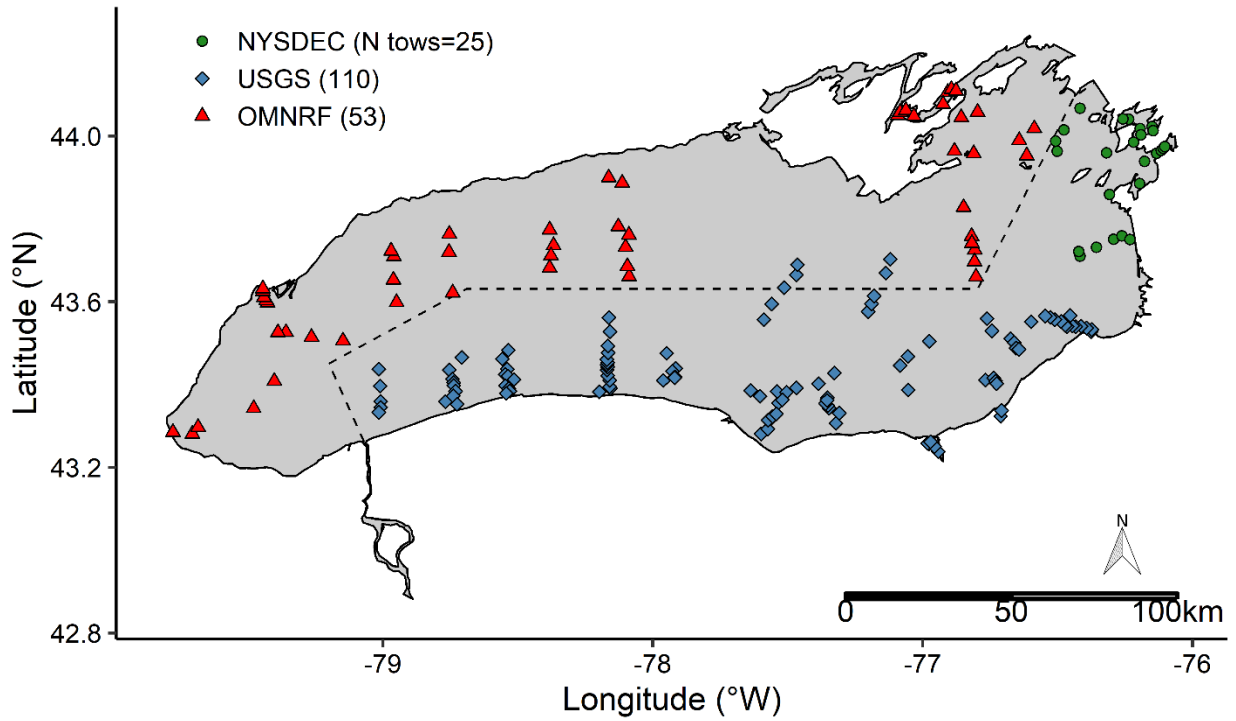 NYSDEC (N tows=25)
USGS (110)
OMNRF (53)
44.0
43.6
43.2
42.8
Latitude (°N)
N
0 50 100km
-79 -78 -77 -76
Longitude (°W)